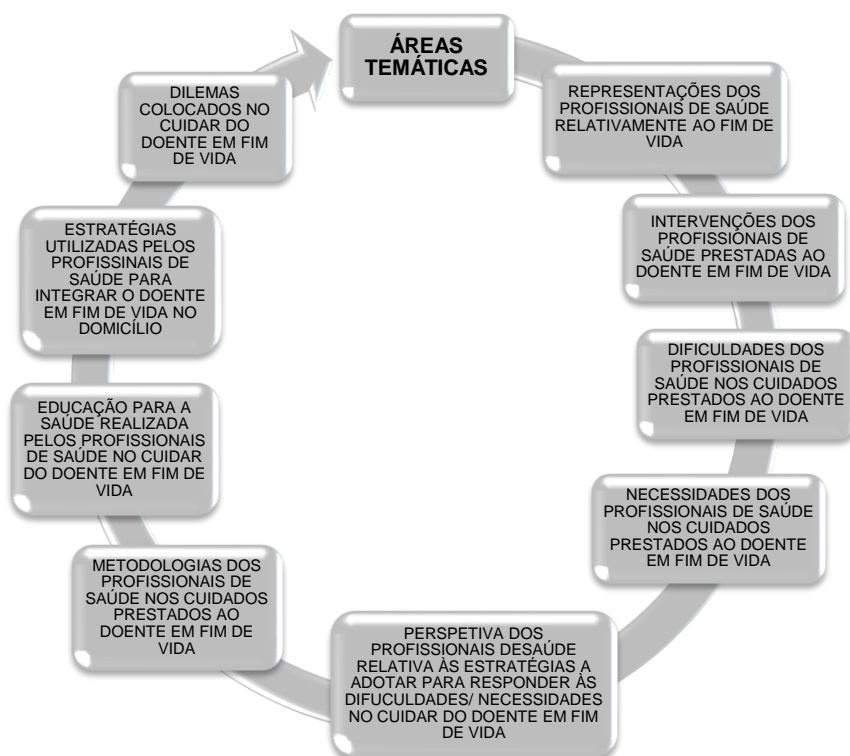 ÁREAS
TEMÁTICAS
REPRESENTAÇÕES DOS
PROFISSIONAIS DE SAÚDE
RELATIVAMENTE AO FIM DE
VIDA
INTERVENÇÕES DOS
PROFISSIONAIS DE
SAÚDE PRESTADAS AO
DOENTE EM FIM DE VIDA
DIFICULDADES DOS
PROFISSIONAIS DE
SAÚDE NOS CUIDADOS
PRESTADOS AO DOENTE
EM FIM DE VIDA
NECESSIDADES DOS
PROFISSIONAIS DE SAÚDE
NOS CUIDADOS
PRESTADOS AO DOENTE
EM FIM DE VIDA
PERSPETIVA DOS
PROFISSIONAIS DESAÚDE
RELATIVA ÀS ESTRATÉGIAS A
ADOTAR PARA RESPONDER ÀS
DIFUCULDADES/ NECESSIDADES
NO CUIDAR DO DOENTE EM FIM
DE VIDA
METODOLOGIAS DOS
PROFISSIONAIS DE
SAÚDE NOS CUIDADOS
PRESTADOS AO
DOENTE EM FIM DE
VIDA
EDUCAÇÃO PARA A
SAÚDE REALIZADA
PELOS PROFISSIONAIS
DE SAÚDE NO CUIDAR
DO DOENTE EM FIM DE
VIDA
ESTRATÉGIAS
UTILIZADAS PELOS
PROFISSINAIS DE
SAÚDE PARA
INTEGRAR O DOENTE
EM FIM DE VIDA NO
DOMICÍLIO
DILEMAS
COLOCADOS NO
CUIDAR DO
DOENTE EM FIM
DE VIDA